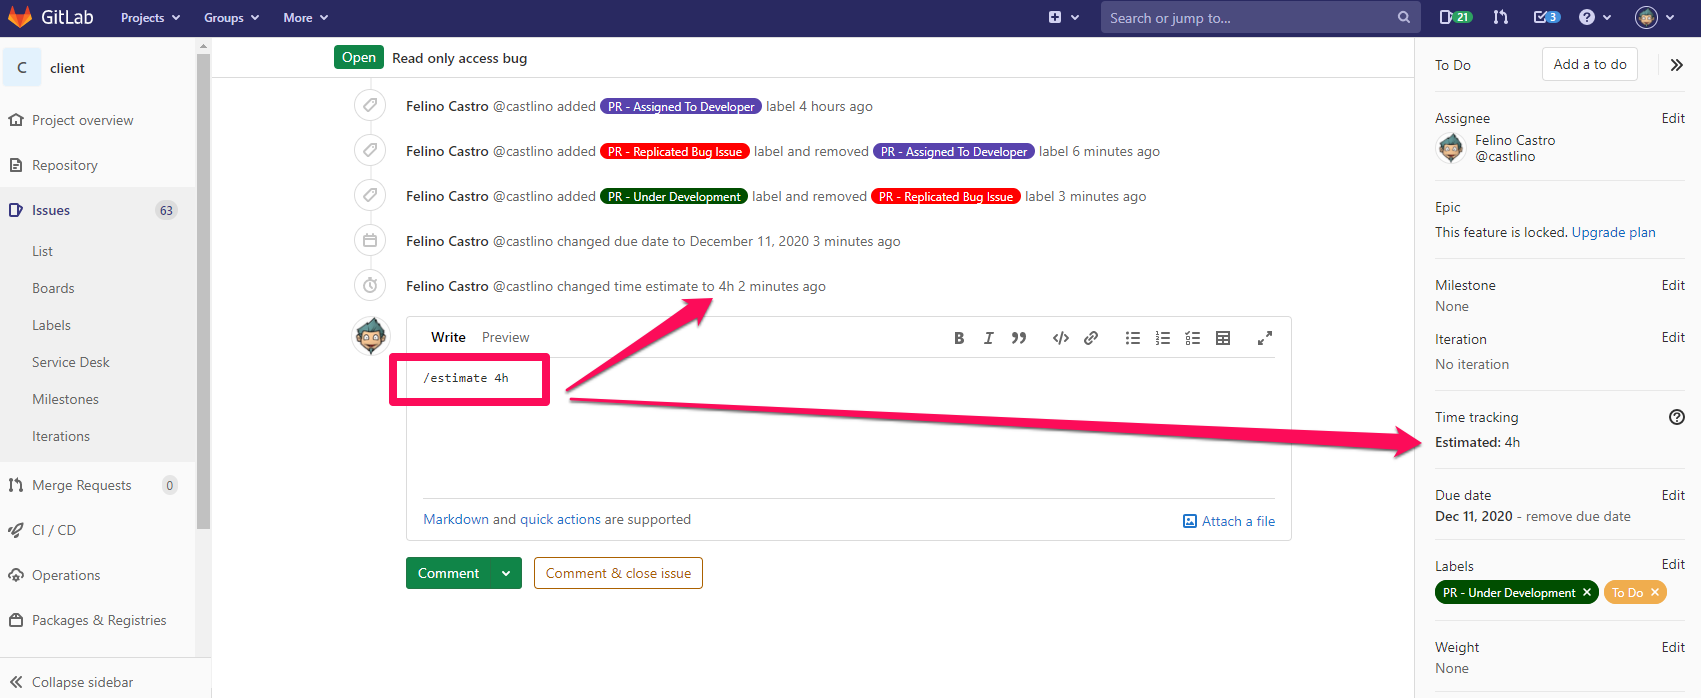 GitLab Projects Groups More Search or jump to... 21 3
C client
Project overview
Repository
Issues 63
List
Boards
Labels
Service Desk
Milestones
Iterations
Merge Requests 0
CI / CD
Operations
Packages & Registries
Collapse sidebar
Open Read only access bug
Felino Castro @castlino added PR - Assigned To Developer label 4 hours ago
Felino Castro @castlino added PR - Replicated Bug Issue label and removed PR - Assigned To Developer label 6 minutes ago
Felino Castro @castlino added PR - Under Development label and removed PR - Replicated Bug Issue label 3 minutes ago
Felino Castro @castlino changed due date to December 11, 2020 3 minutes ago
Felino Castro @castlino changed time estimate to 4h 2 minutes ago
Write Preview B I
/estimate 4h
Markdown and quick actions are supported Attach a file
Comment Comment & close issue
To Do Add a to do
Assignee Edit
Felino Castro
@castlino
Epic
This feature is locked. Upgrade plan
Milestone Edit
None
Iteration Edit
No iteration
Time tracking
Estimated: 4h
Due date Edit
Dec 11, 2020 - remove due date
Labels Edit
PR - Under Development × To Do ×
Weight Edit
None